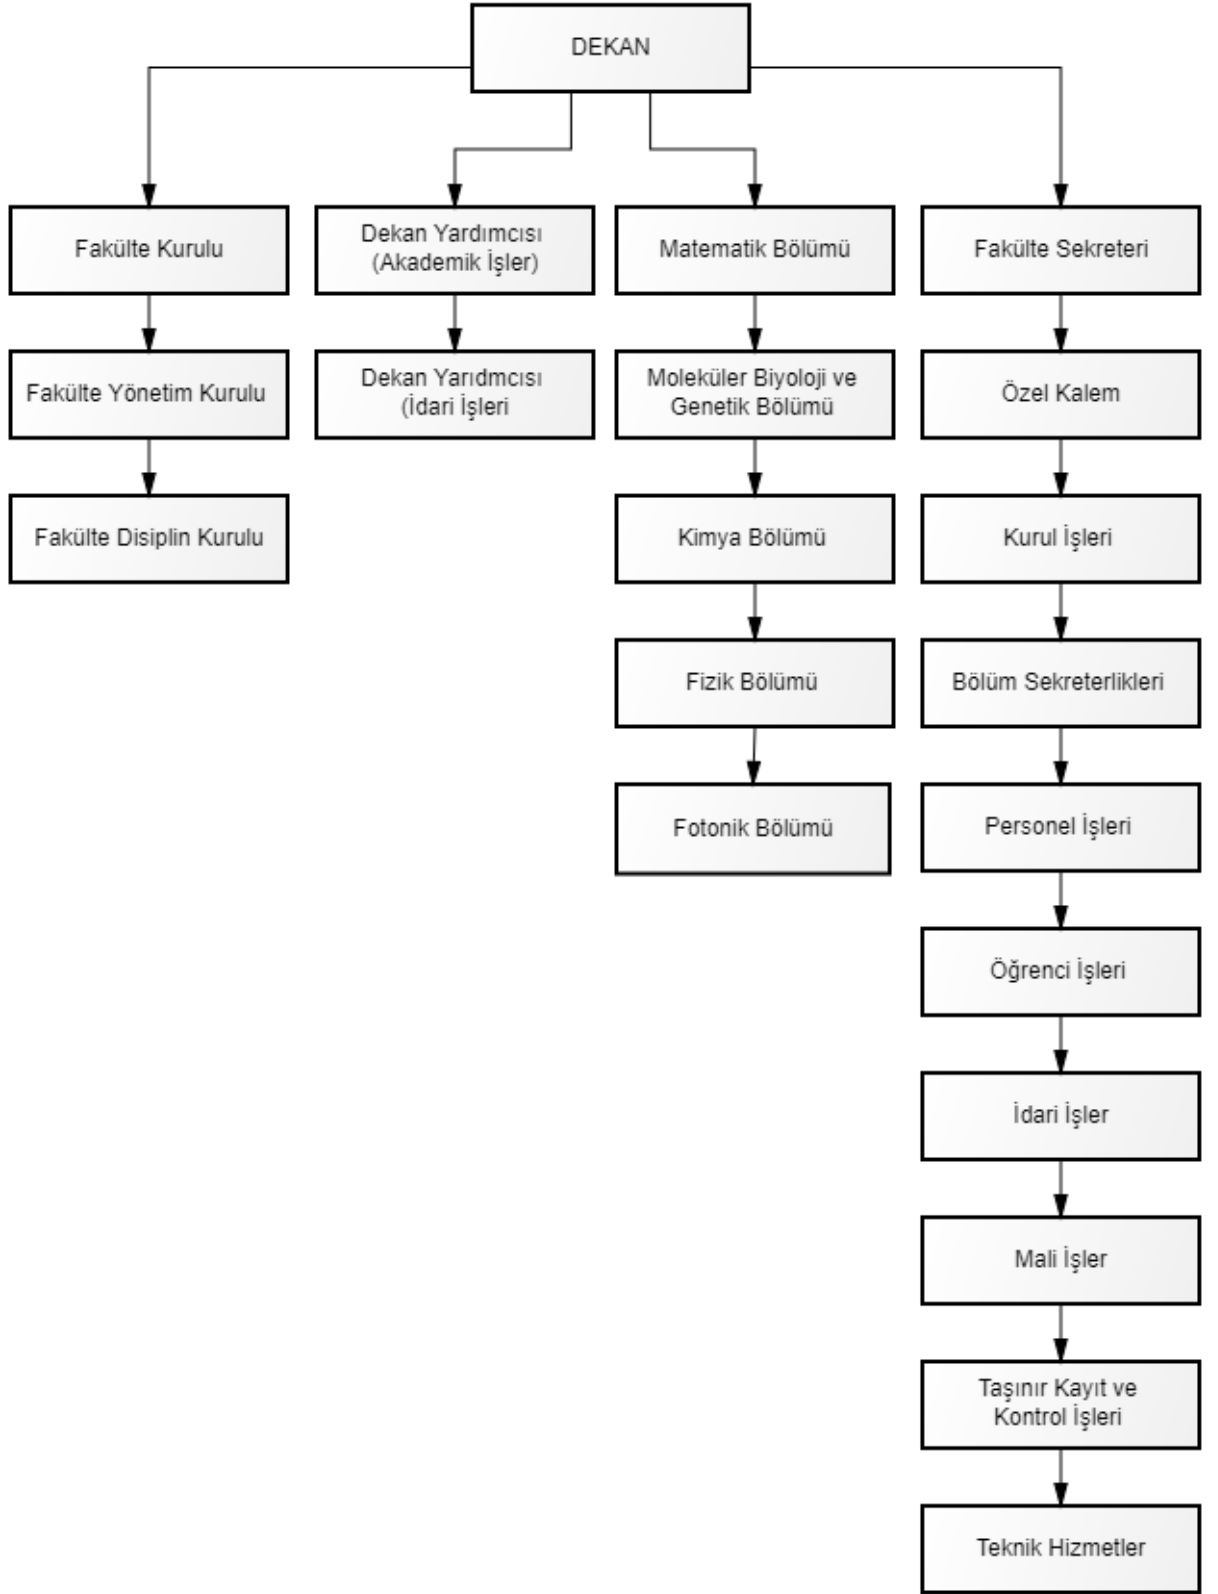 DEKAN
Fakülte Kurulu
Fakülte Yönetim Kurulu
Fakülte Disiplin Kurulu
Dekan Yardımcısı
(Akademik İşler)
Dekan Yarıdmcısı
(İdari İşleri
Matematik Bölümü
Moleküler Biyoloji ve
Genetik Bölümü
Kimya Bölümü
Fizik Bölümü
Fotonik Bölümü
Fakülte Sekreteri
Özel Kalem
Kurul İşleri
Bölüm Sekreterlikleri
Personel İşleri
Öğrenci İşleri
İdari İşler
Mali İşler
Taşınır Kayıt ve
Kontrol İşleri
Teknik Hizmetler